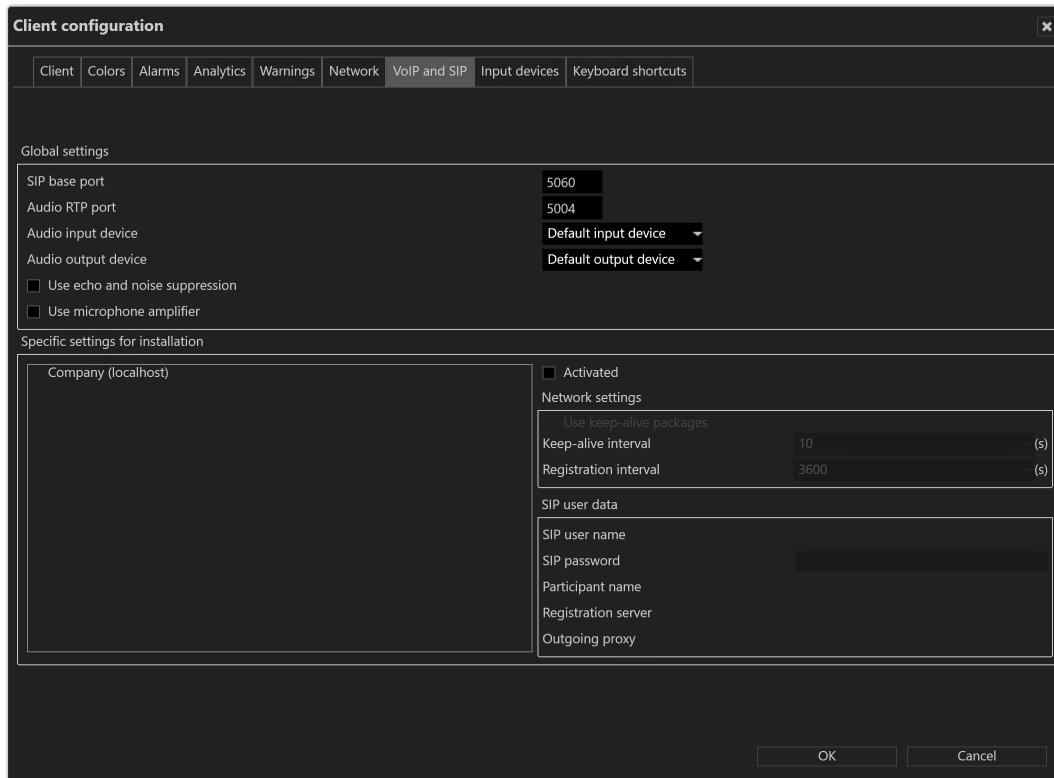 Client configuration
Client Colors Alarms Analytics Warnings Network VoIP and SIP Input devices Keyboard shortcuts
Global settings
SIP base port 5060
Audio RTP port 5004
Audio input device Default input device
Audio output device Default output device
Use echo and noise suppression
Use microphone amplifier
Specific settings for installation
Company (localhost)
Activated
Network settings
Use keep-alive packages
Keep-alive interval 10 (s)
Registration interval 3600 (s)
SIP user data
SIP user name
SIP password
Participant name
Registration server
Outgoing proxy
OK Cancel